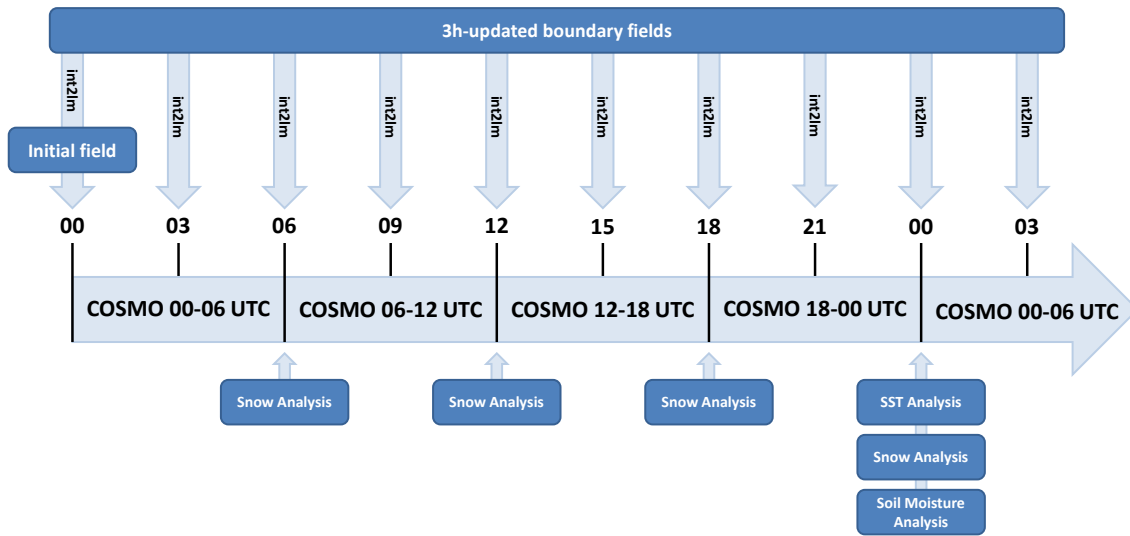 3h-updated boundary fields
int2lm int2lm int2lm int2lm int2lm int2lm int2lm int2lm int2lm int2lm
Initial field
00 03 06 09 12 15 18 21 00 03
COSMO 00-06 UTC COSMO 06-12 UTC COSMO 12-18 UTC COSMO 18-00 UTC COSMO 00-06 UTC
Snow Analysis Snow Analysis Snow Analysis SST Analysis
Snow Analysis
Soil Moisture
Analysis